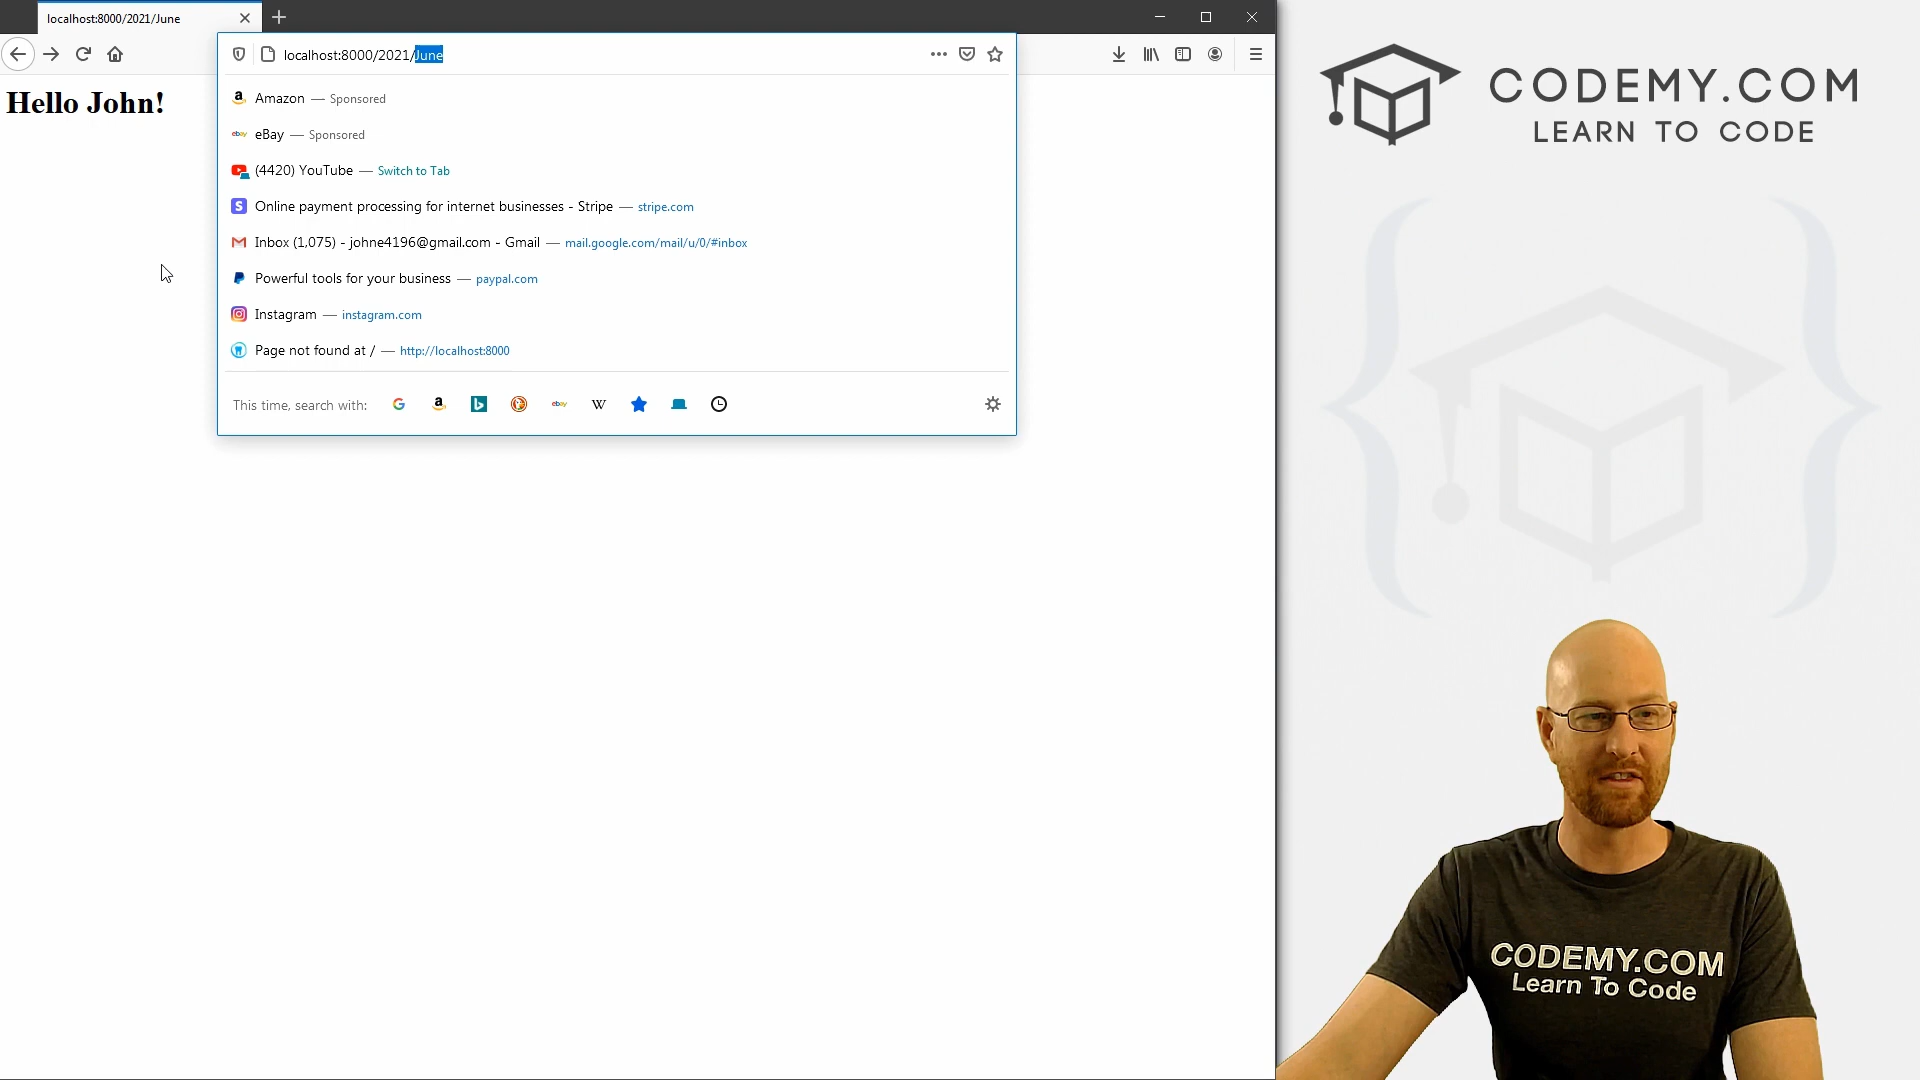 localhost:8000/2021/June
localhost:8000/2021/June
Hello John!
Amazon — Sponsored
eBay — Sponsored
(4420) YouTube — Switch to Tab
Online payment processing for internet businesses - Stripe — stripe.com
Inbox (1,075) - johne4196@gmail.com - Gmail — mail.google.com/mail/u/0/#inbox
Powerful tools for your business — paypal.com
Instagram — instagram.com
Page not found at / — http://localhost:8000
This time, search with:
CODEMY.COM
LEARN TO CODE
CODEMY.COM
Learn To Code